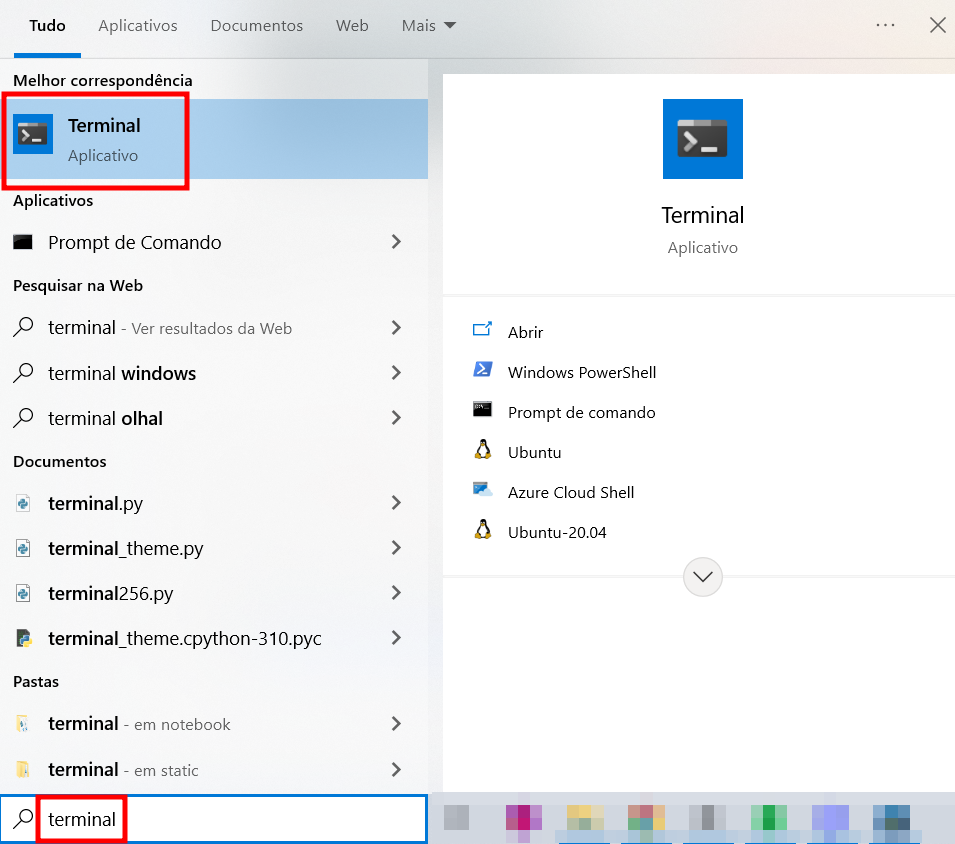 Tudo Aplicativos Documentos Web Mais
Melhor correspondência
Terminal
Aplicativo
Aplicativos
Prompt de Comando
Pesquisar na Web
terminal - Ver resultados da Web
terminal windows
terminal olhal
Documentos
terminal.py
terminal_theme.py
terminal256.py
terminal_theme.cpython-310.pyc
Pastas
terminal - em notebook
terminal - em static
terminal
Terminal
Aplicativo
Abrir
Windows PowerShell
Prompt de comando
Ubuntu
Azure Cloud Shell
Ubuntu-20.04